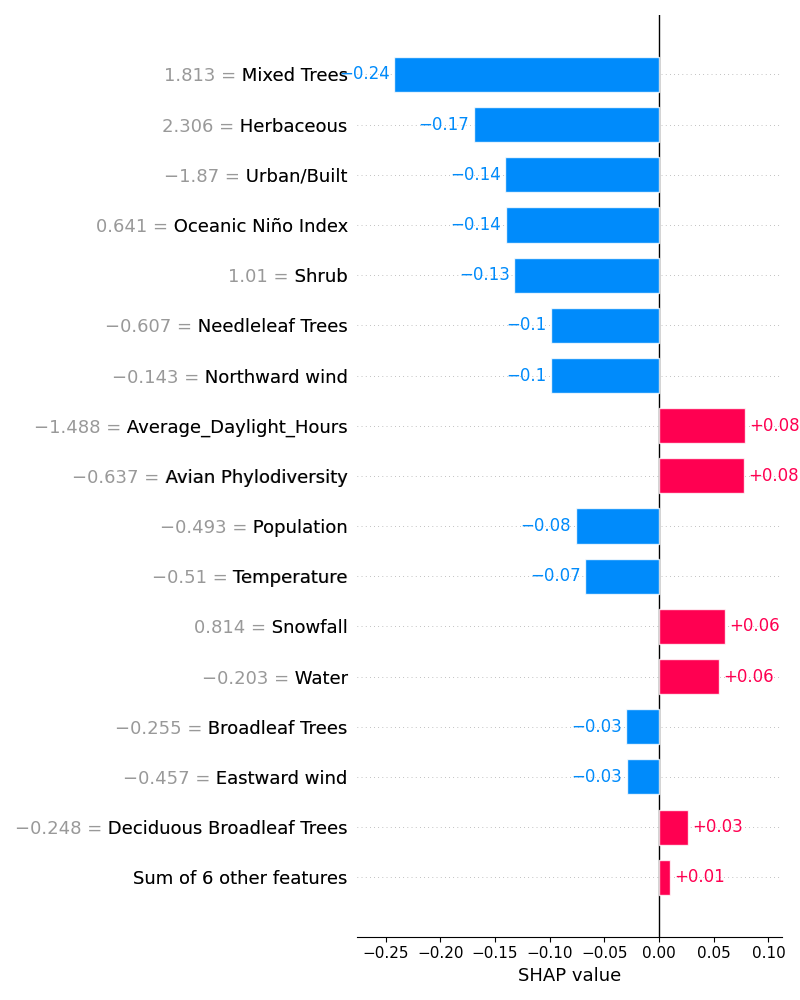 1.813 = Mixed Trees −0.24
2.306 = Herbaceous −0.17
−1.87 = Urban/Built −0.14
0.641 = Oceanic Niño Index −0.14
1.01 = Shrub −0.13
−0.607 = Needleleaf Trees −0.1
−0.143 = Northward wind −0.1
−1.488 = Average_Daylight_Hours +0.08
−0.637 = Avian Phylodiversity +0.08
−0.493 = Population −0.08
−0.51 = Temperature −0.07
0.814 = Snowfall +0.06
−0.203 = Water +0.06
−0.255 = Broadleaf Trees −0.03
−0.457 = Eastward wind −0.03
−0.248 = Deciduous Broadleaf Trees +0.03
Sum of 6 other features +0.01
−0.25 −0.20 −0.15 −0.10 −0.05 0.00 0.05 0.10
SHAP value